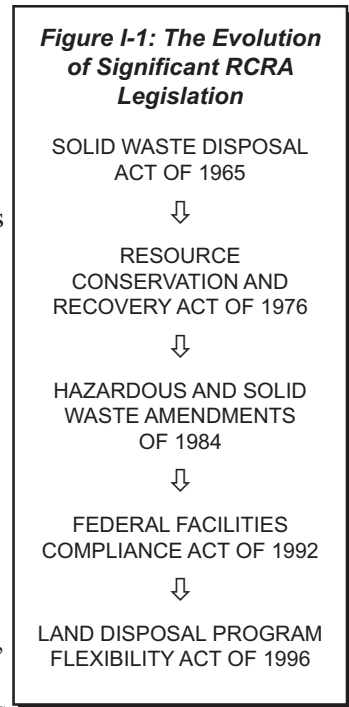 Figure I-1: The Evolution
of Significant RCRA
Legislation
SOLID WASTE DISPOSAL
ACT OF 1965
⇩
RESOURCE
CONSERVATION AND
RECOVERY ACT OF 1976
⇩
HAZARDOUS AND SOLID
WASTE AMENDMENTS
OF 1984
⇩
FEDERAL FACILITIES
COMPLIANCE ACT OF 1992
⇩
LAND DISPOSAL PROGRAM
FLEXIBILITY ACT OF 1996